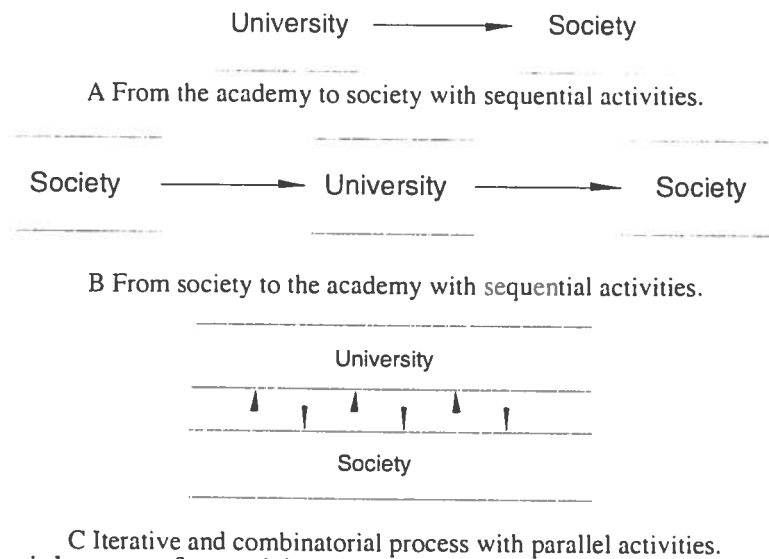 University Society
A From the academy to society with sequential activities.
Society University Society
B From society to the academy with sequential activities.
University
Society
C Iterative and combinatorial process with parallel activities.